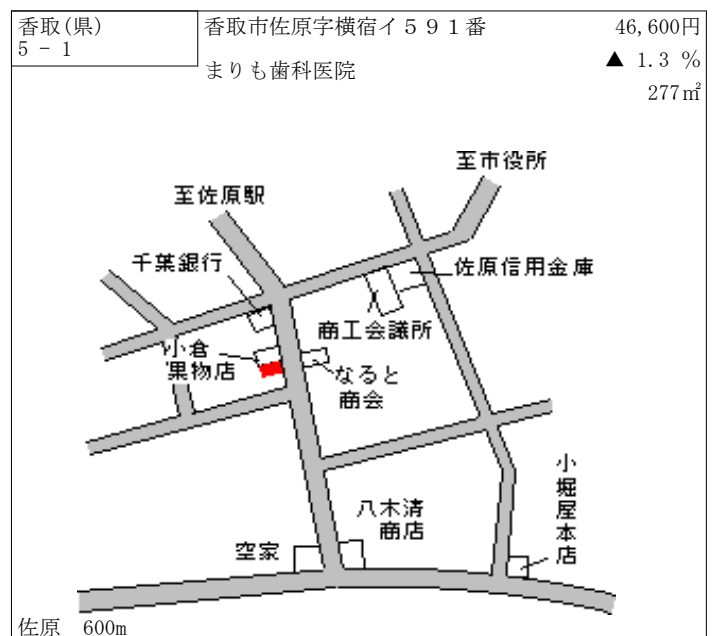 香取(県)
5 － 1
香取市佐原字横宿イ５９１番
まりも歯科医院
46,600円
▲ 1.3 %
277㎡
至市役所
至佐原駅
千葉銀行
佐原信用金庫
商工会議所
小倉
果物店
なると
商会
小堀屋本店
八木清
商店
空家
佐原　600m